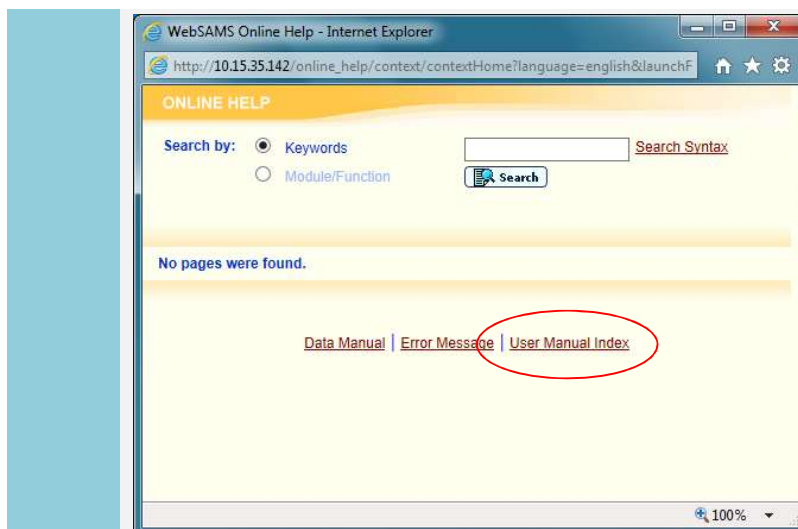 WebSAMS Online Help - Internet Explorer
http://10.15.35.142/online_help/context/contextHome?language=english&launchF
ONLINE HELP
Search by: Keywords Search Syntax
Module/Function Search
No pages were found.
Data Manual | Error Message | User Manual Index
100%